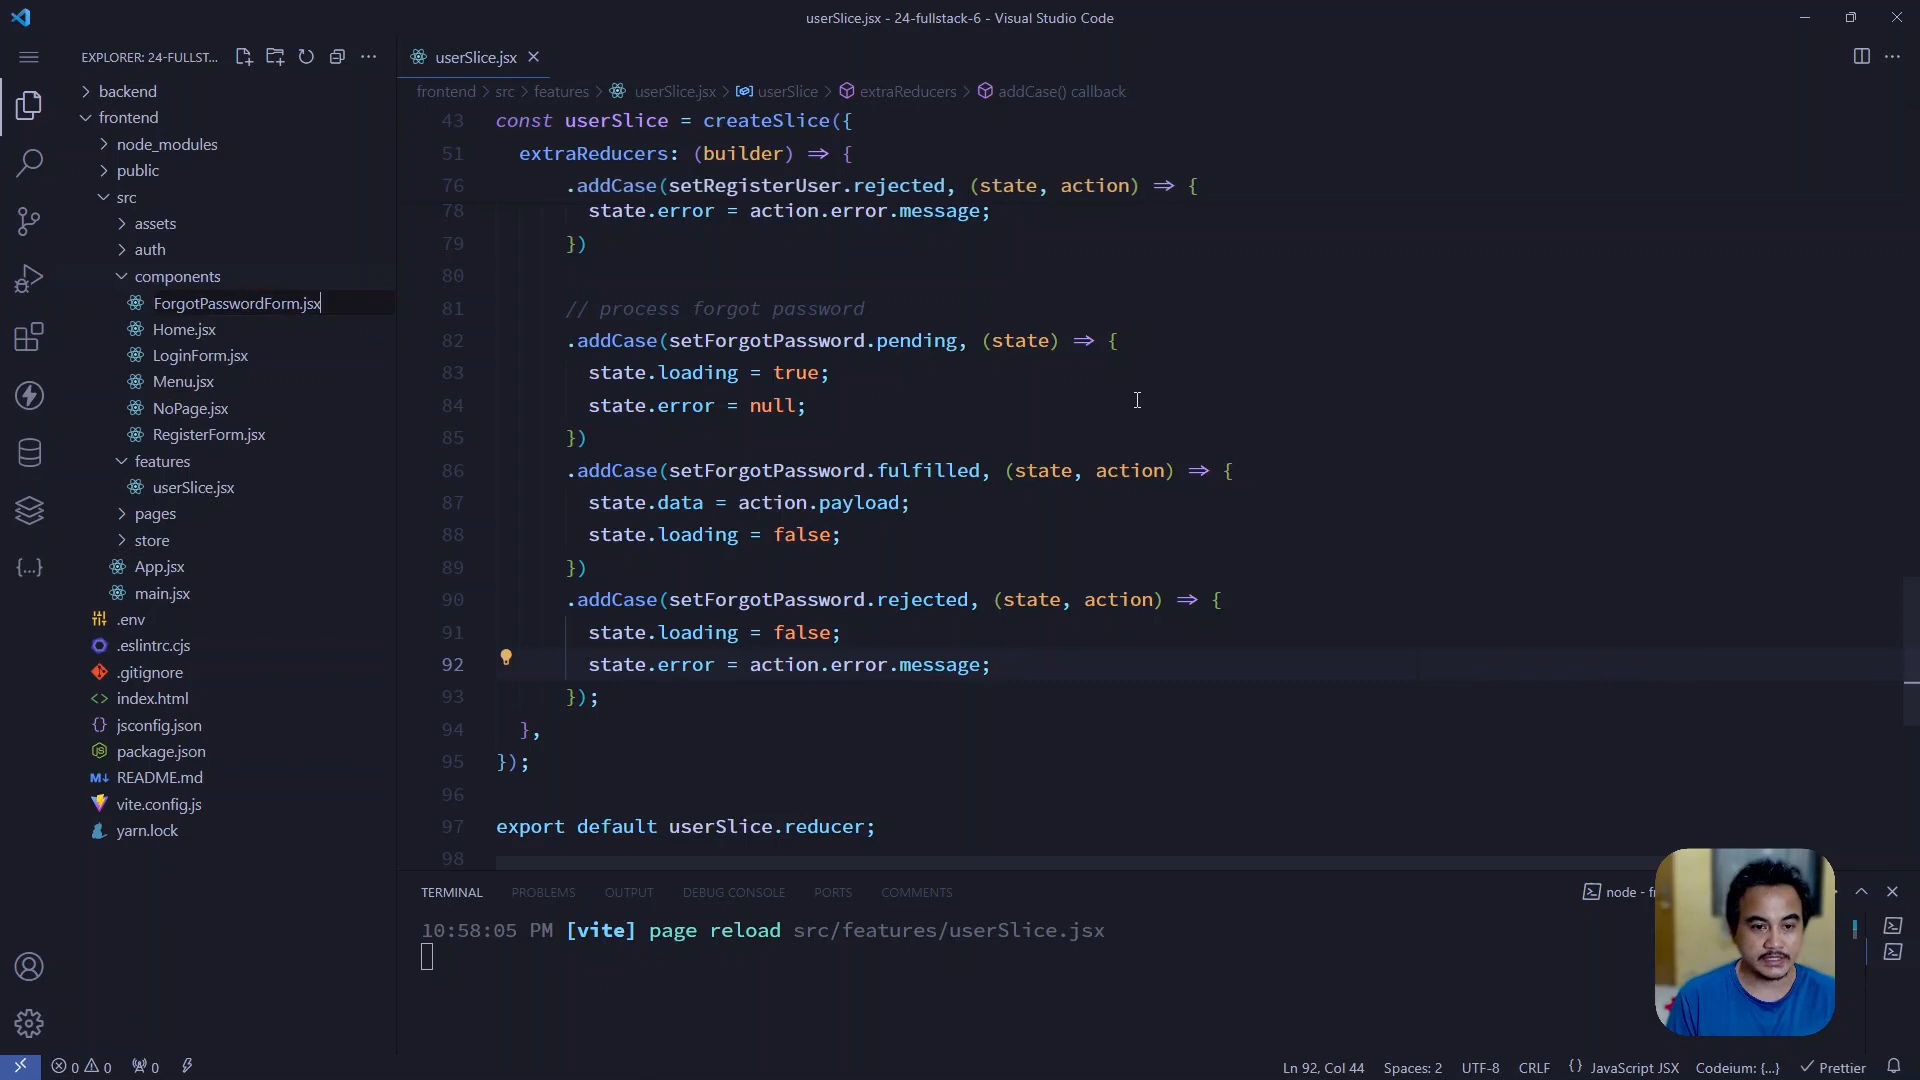 userSlice.jsx - 24-fullstack-6 - Visual Studio Code
EXPLORER: 24-FULLST...
backend
frontend
node_modules
public
src
assets
auth
components
ForgotPasswordForm.jsx
Home.jsx
LoginForm.jsx
Menu.jsx
NoPage.jsx
RegisterForm.jsx
features
userSlice.jsx
pages
store
App.jsx
main.jsx
.env
.eslintrc.cjs
.gitignore
index.html
jsconfig.json
package.json
README.md
vite.config.js
yarn.lock
userSlice.jsx
frontend > src > features > userSlice.jsx > userSlice > extraReducers > addCase() callback
43 const userSlice = createSlice({
51 extraReducers: (builder) => {
76 .addCase(setRegisterUser.rejected, (state, action) => {
78 state.error = action.error.message;
79 })
80
81 // process forgot password
82 .addCase(setForgotPassword.pending, (state) => {
83 state.loading = true;
84 state.error = null;
85 })
86 .addCase(setForgotPassword.fulfilled, (state, action) => {
87 state.data = action.payload;
88 state.loading = false;
89 })
90 .addCase(setForgotPassword.rejected, (state, action) => {
91 state.loading = false;
92 state.error = action.error.message;
93 });
94 },
95 });
96
97 export default userSlice.reducer;
98
TERMINAL PROBLEMS OUTPUT DEBUG CONSOLE PORTS COMMENTS
node - fr
10:58:05 PM [vite] page reload src/features/userSlice.jsx
0 0 0
Ln 92, Col 44 Spaces: 2 UTF-8 CRLF {} JavaScript JSX Codeium: {...} Prettier